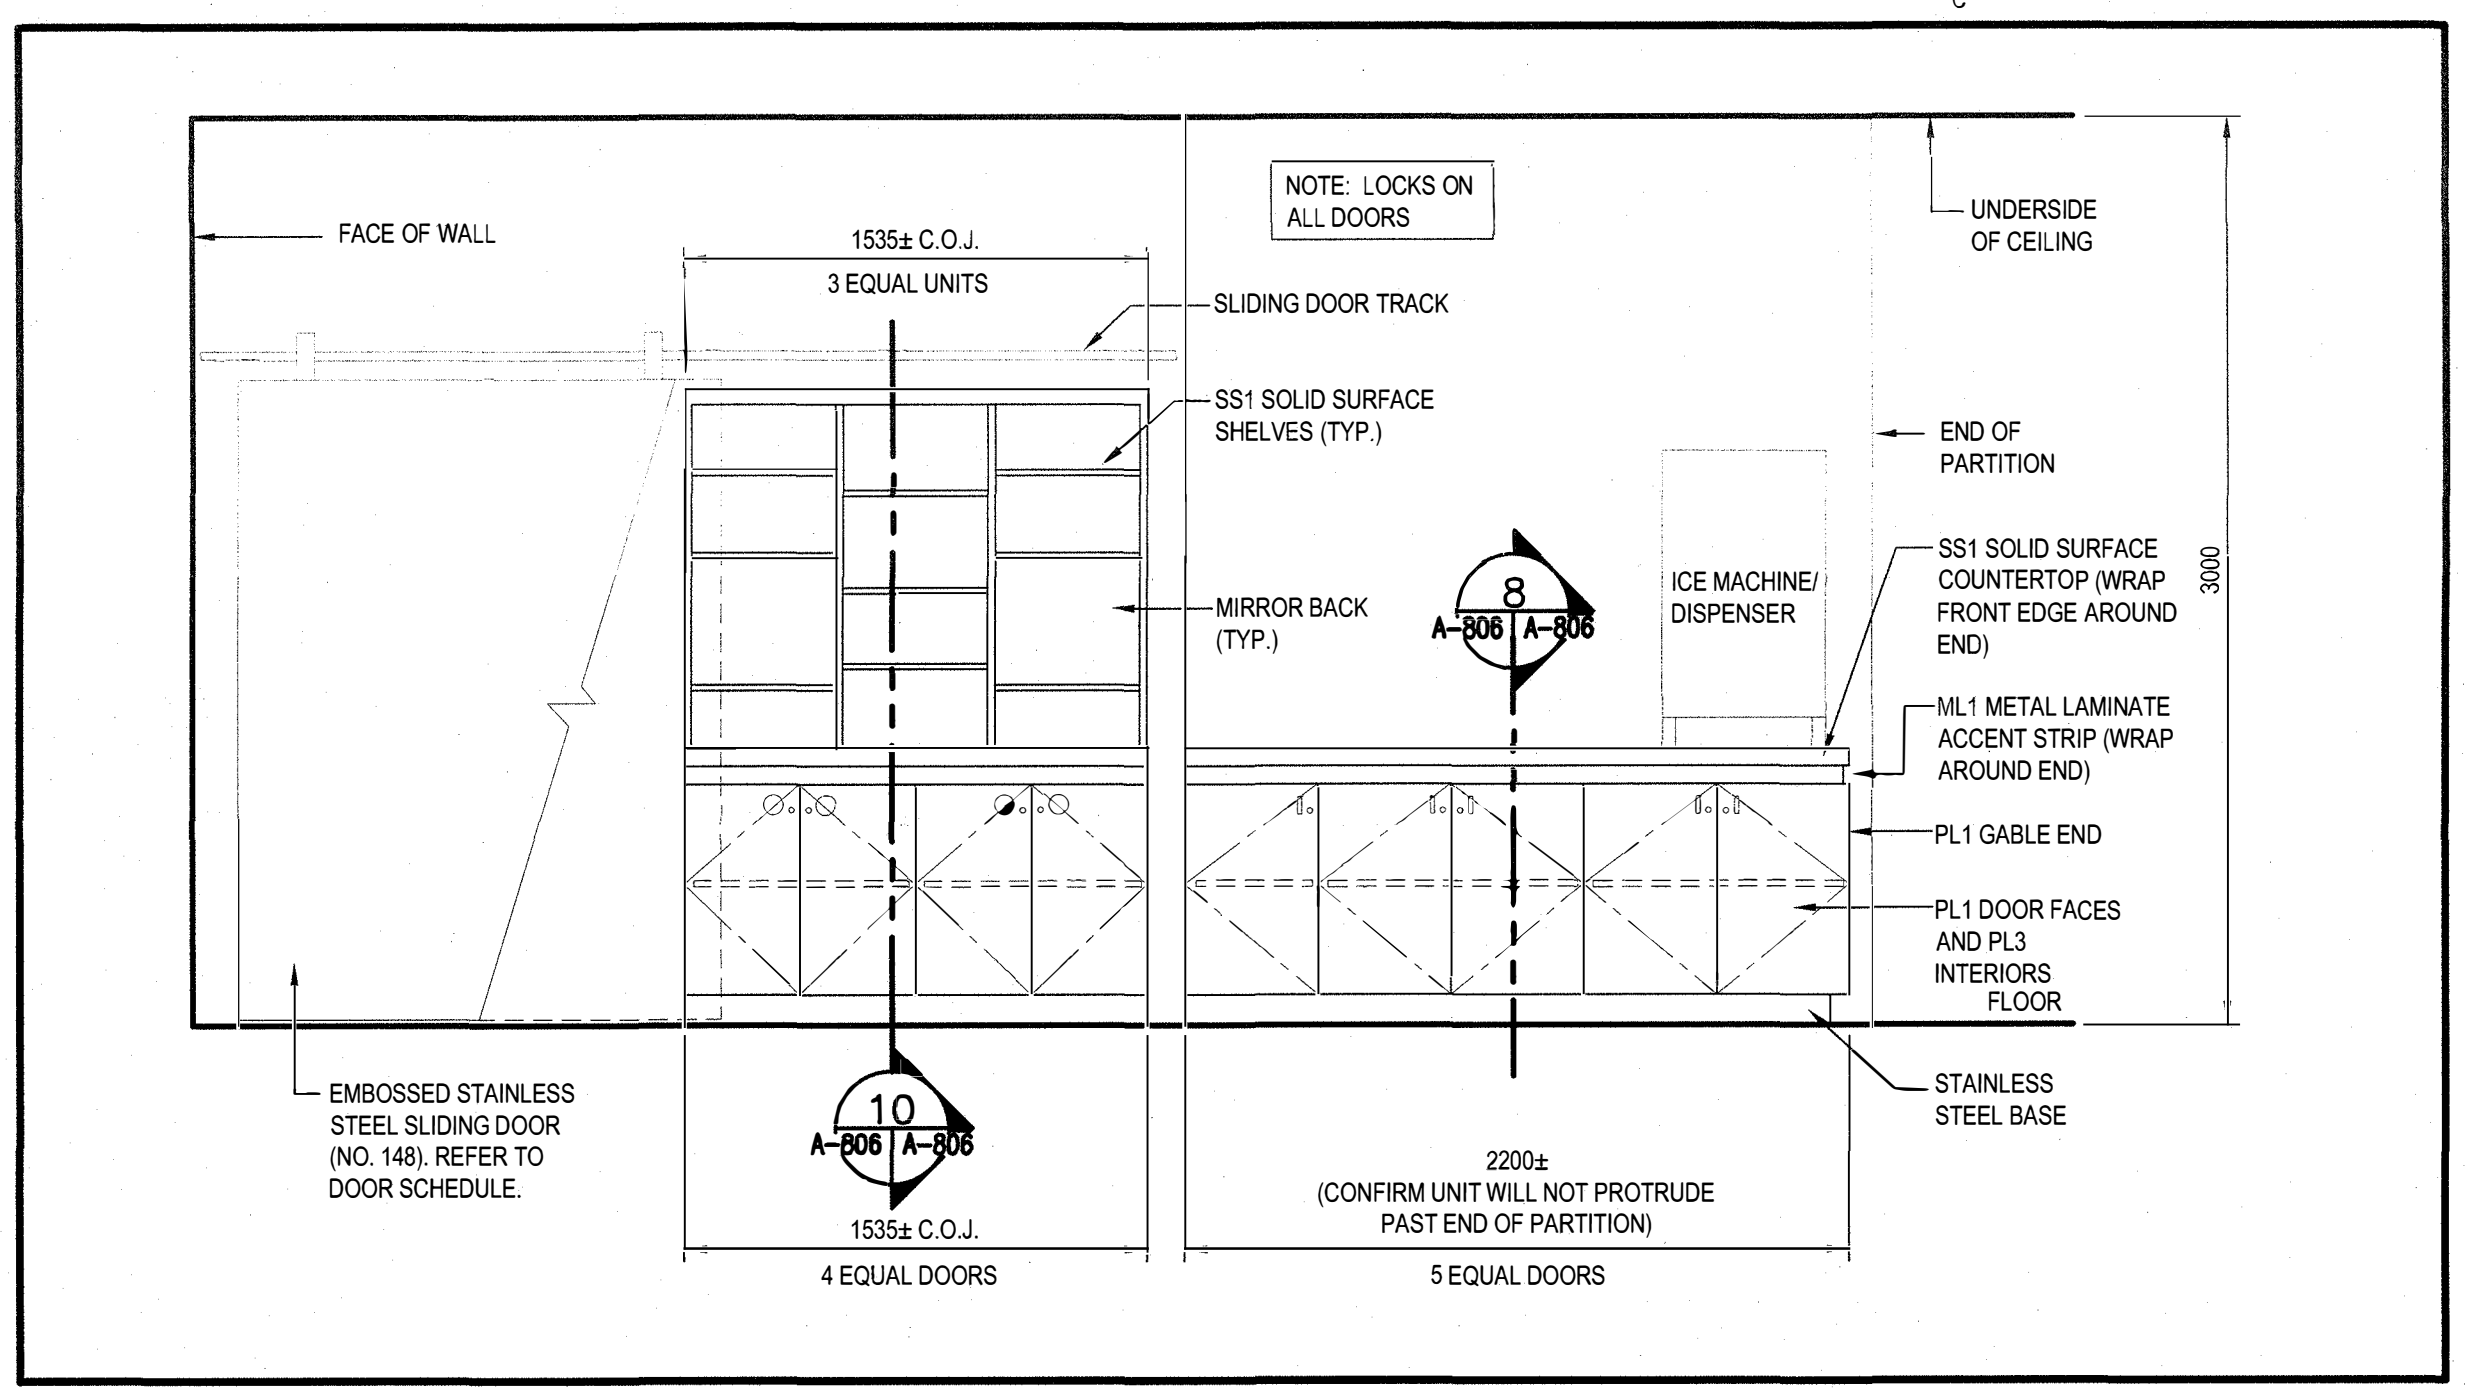 NOTE: LOCKS ON
ALL DOORS
UNDERSIDE
OF CEILING
FACE OF WALL
1535± C.O.J.
3 EQUAL UNITS
SLIDING DOOR TRACK
SS1 SOLID SURFACE
SHELVES (TYP.)
END OF
PARTITION
SS1 SOLID SURFACE
COUNTERTOP (WRAP
FRONT EDGE AROUND
END)
3000
8
A-806 A-806
ICE MACHINE/
DISPENSER
MIRROR BACK
(TYP.)
ML1 METAL LAMINATE
ACCENT STRIP (WRAP
AROUND END)
PL1 GABLE END
PL1 DOOR FACES
AND PL3
INTERIORS
FLOOR
EMBOSSED STAINLESS
STEEL SLIDING DOOR
(NO. 148). REFER TO
DOOR SCHEDULE.
10
A-806 A-806
STAINLESS
STEEL BASE
1535± C.O.J.
4 EQUAL DOORS
2200±
(CONFIRM UNIT WILL NOT PROTRUDE
PAST END OF PARTITION)
5 EQUAL DOORS